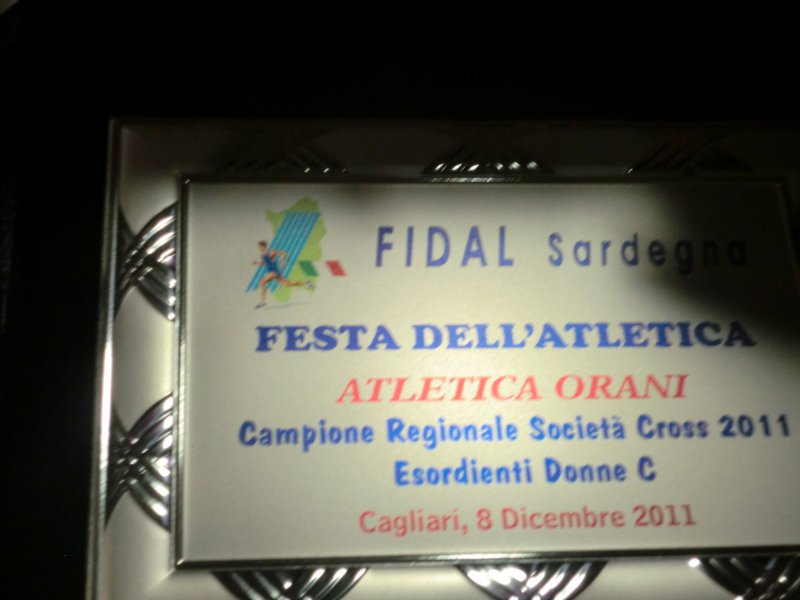 FIDAL Sardegna
FESTA DELL'ATLETICA
ATLETICA ORANI
Campione Regionale Società Cross 2011
Esordienti Donne C
Cagliari, 8 Dicembre 2011